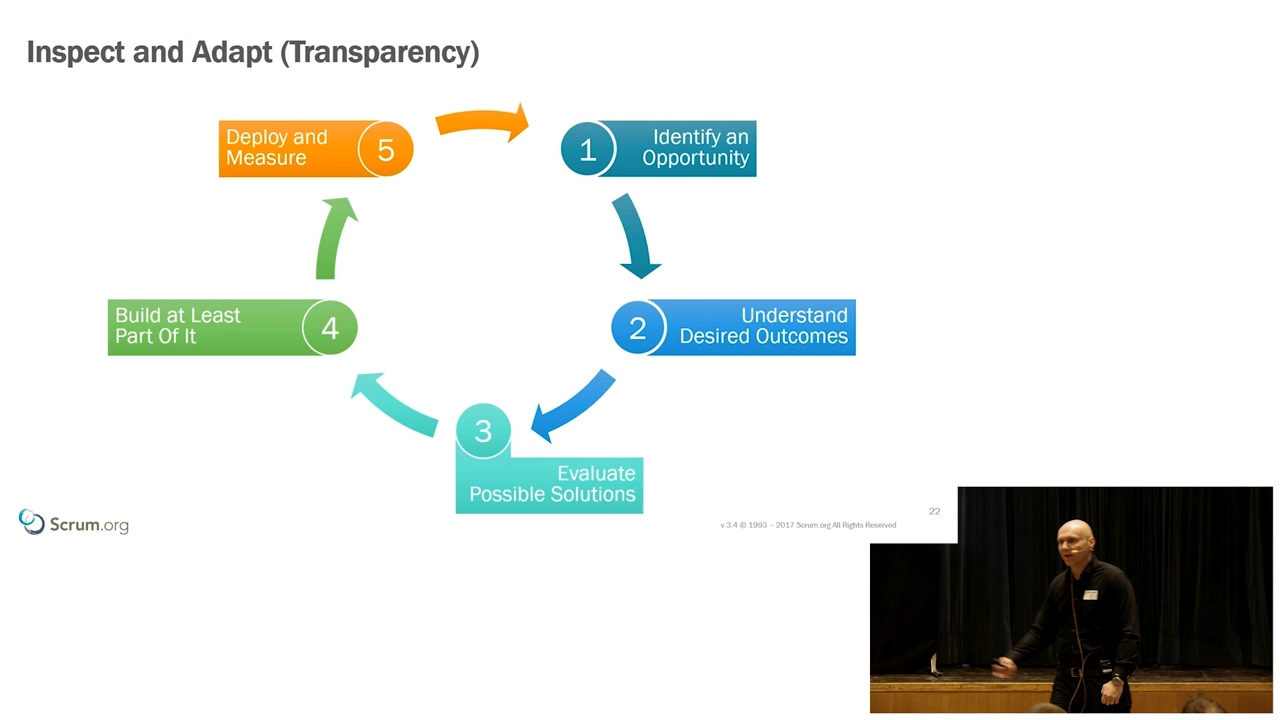 Inspect and Adapt (Transparency)
Deploy and
Measure
5
1
Identify an
Opportunity
Build at Least
Part Of It
4
2
Understand
Desired Outcomes
3
Evaluate
Possible Solutions
Scrum.org
v 3.4 © 1993 – 2017 Scrum.org All Rights Reserved
22